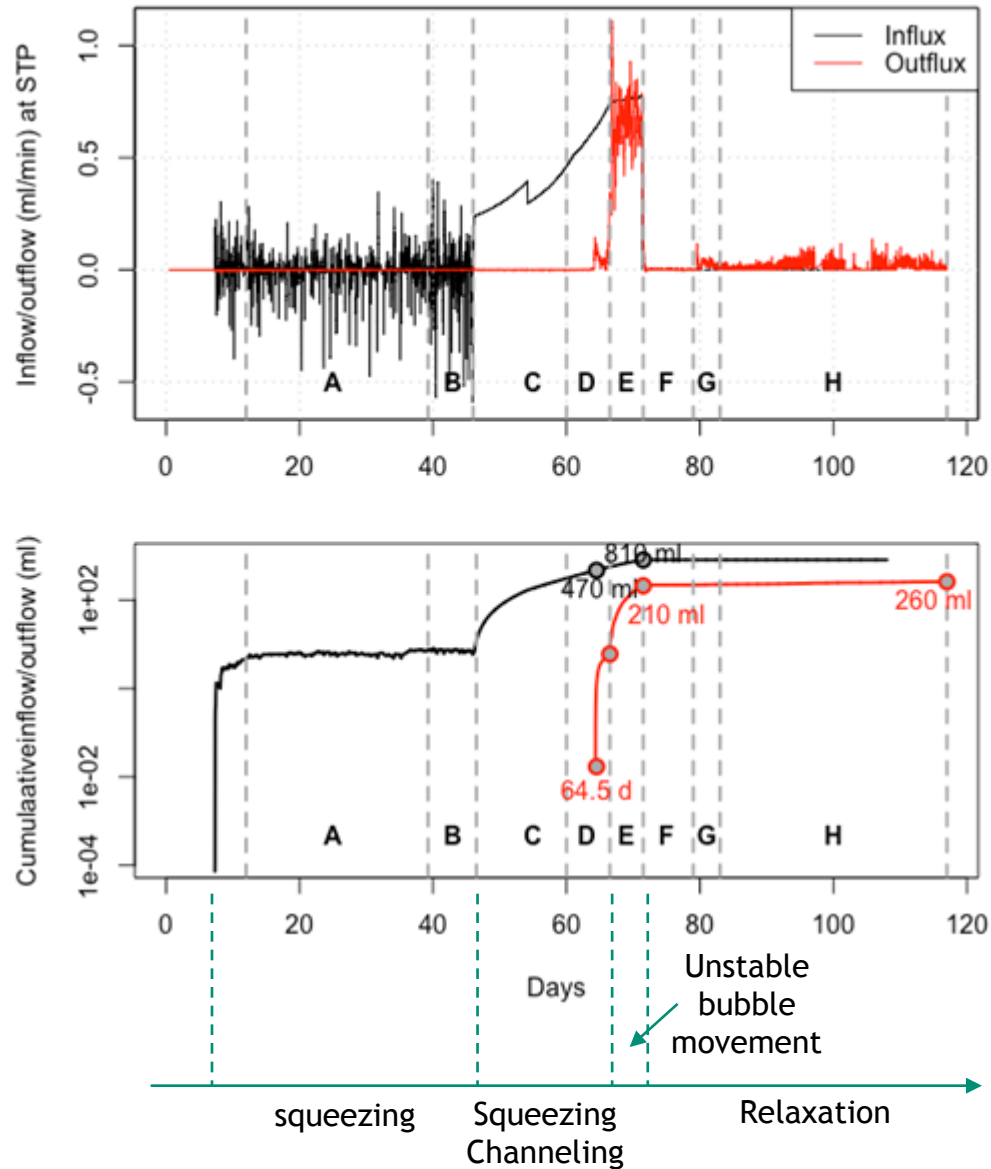 Inflow/outflow (ml/min) at STP
1.0
0.5
0.0
-0.5
Influx
Outflux
A B C D E F G H
0 20 40 60 80 100 120
Cumulaativeinflow/outflow (ml)
1e+02
1e-02
1e-04
810 ml
470 ml
210 ml
260 ml
64.5 d
A B C D E F G H
0 20 40 60 80 100 120
Days
Unstable
bubble
movement
squeezing
Squeezing
Channeling
Relaxation